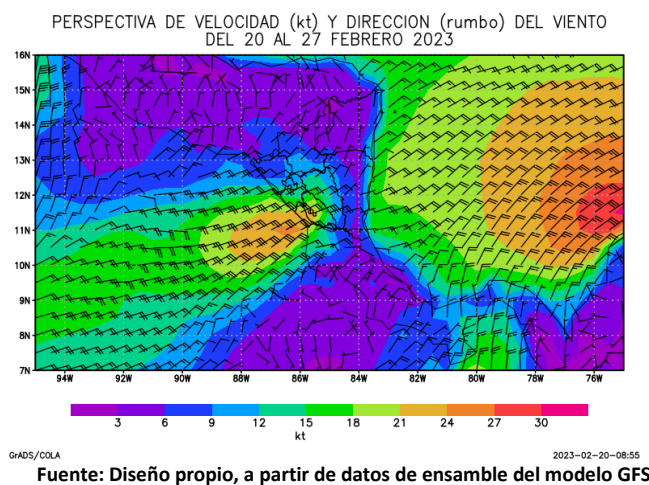 PERSPECTIVA DE VELOCIDAD (kt) Y DIRECCION (rumbo) DEL VIENTO
DEL 20 AL 27 FEBRERO 2023
16N
15N
14N
13N
12N
11N
10N
9N
8N
7N
94W 92W 90W 88W 86W 84W 82W 80W 78W 76W
3 6 9 12 15 18 21 24 27 30
kt
GrADS/COLA 2023-02-20-08:55
Fuente: Diseño propio, a partir de datos de ensamble del modelo GFS